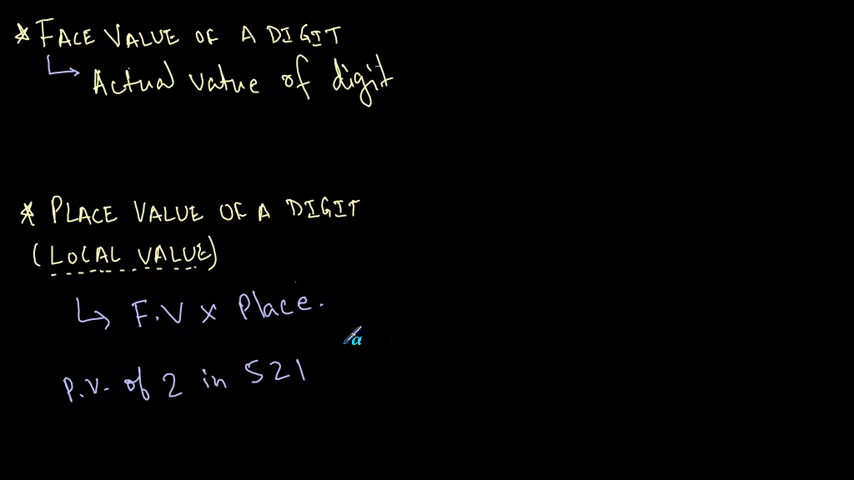 * FACE VALUE OF A DIGIT
↳ Actual value of digit
* PLACE VALUE OF A DIGIT
(LOCAL VALUE)
↳ F.V x Place.
P.V. of 2 in 521